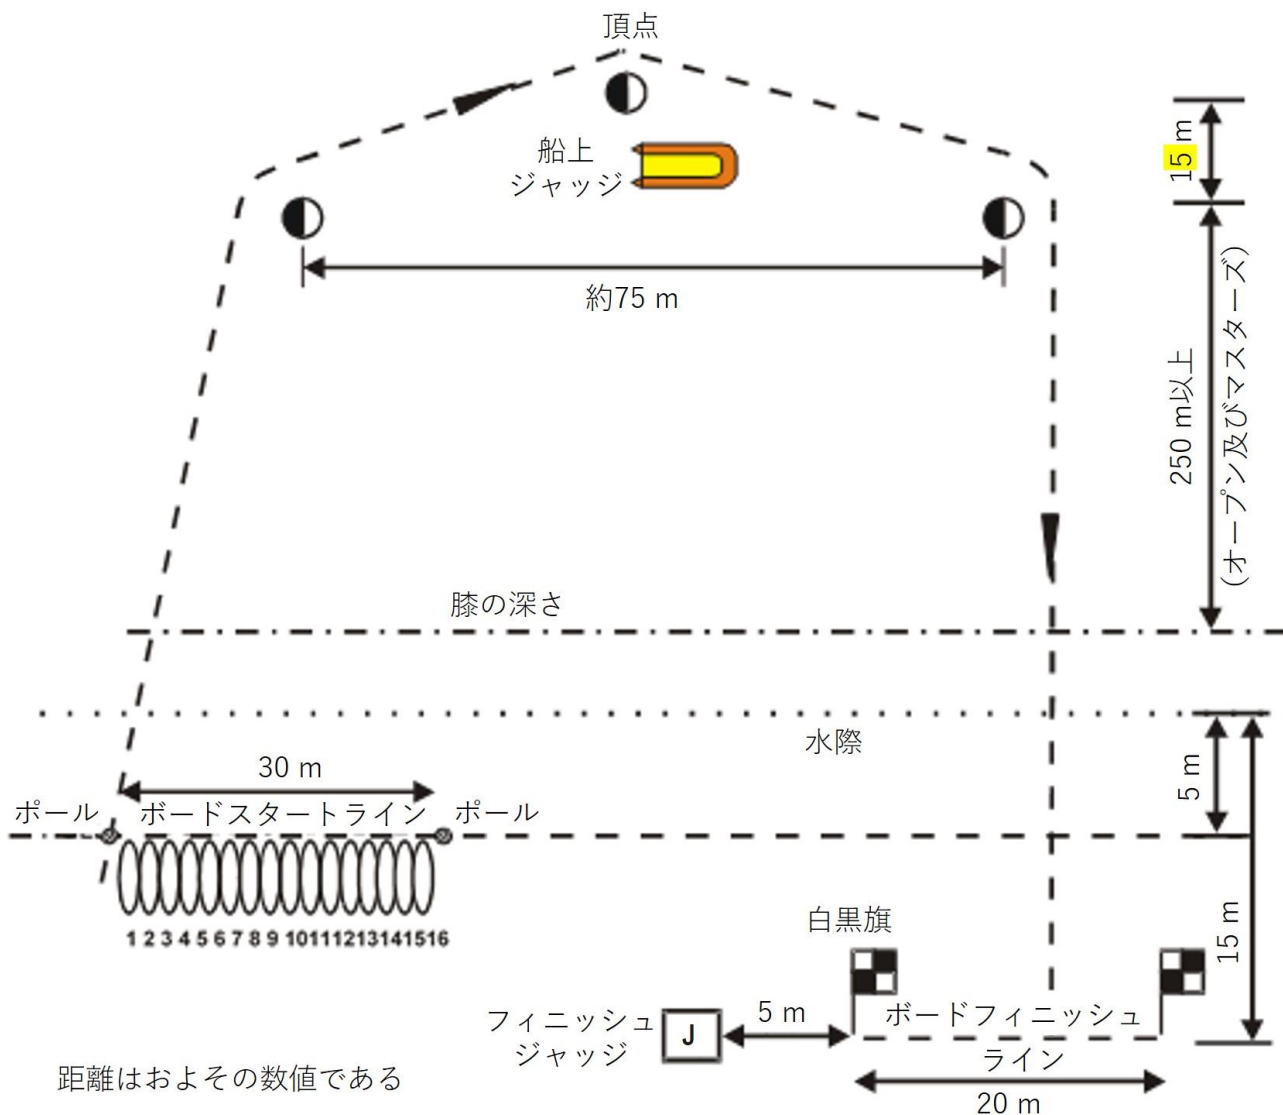 頂点
船上
ジャッジ
15 m
約75 m
250 m以上
(オープン及びマスターズ)
膝の深さ
水際
5 m
30 m
ポール
ボードスタートライン
ポール
1 2 3 4 5 6 7 8 9 10 11 12 13 14 15 16
白黒旗
15 m
フィニッシュ
ジャッジ
J
5 m
ボードフィニッシュ
ライン
20 m
距離はおよその数値である